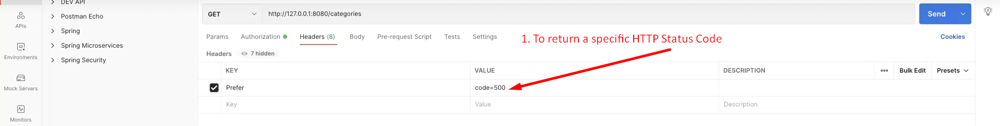 DEV API
APIs
Postman Echo
Spring
Environments
Spring Microservices
Spring Security
Mock Servers
Monitors
GET
http://127.0.0.1:8080/categories
Send
Params Authorization Headers (8) Body Pre-request Script Tests Settings
Cookies
1. To return a specific HTTP Status Code
Headers 7 hidden
KEY VALUE DESCRIPTION ••• Bulk Edit Presets
Prefer code=500
Key Value Description